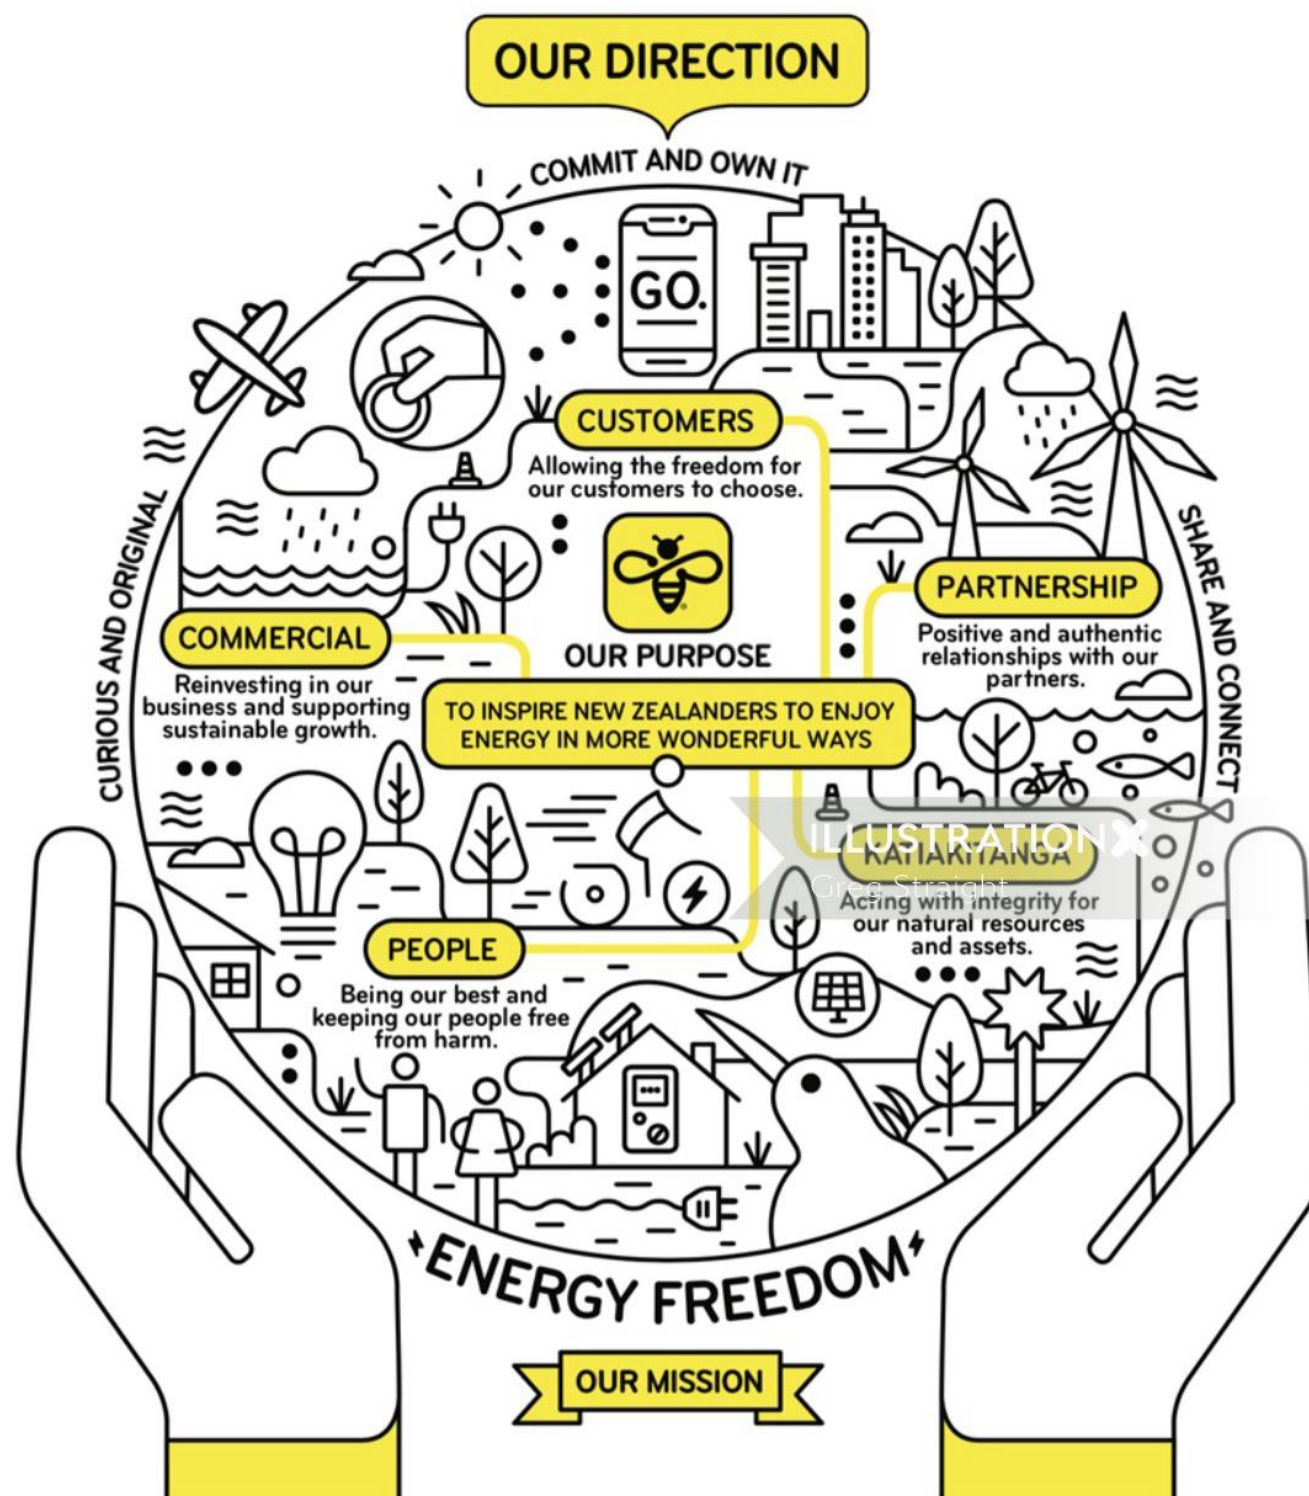 OUR DIRECTION
COMMIT AND OWN IT
GO.
CUSTOMERS
Allowing the freedom for
our customers to choose.
CURIOUS AND ORIGINAL
SHARE AND CONNECT
PARTNERSHIP
Positive and authentic
relationships with our
partners.
COMMERCIAL
Reinvesting in our
business and supporting
sustainable growth.
OUR PURPOSE
TO INSPIRE NEW ZEALANDERS TO ENJOY
ENERGY IN MORE WONDERFUL WAYS
ILLUSTRATIONX
KAITIAKITANGA
Greg Straight
Acting with integrity for
our natural resources
and assets.
PEOPLE
Being our best and
keeping our people free
from harm.
ENERGY FREEDOM
OUR MISSION